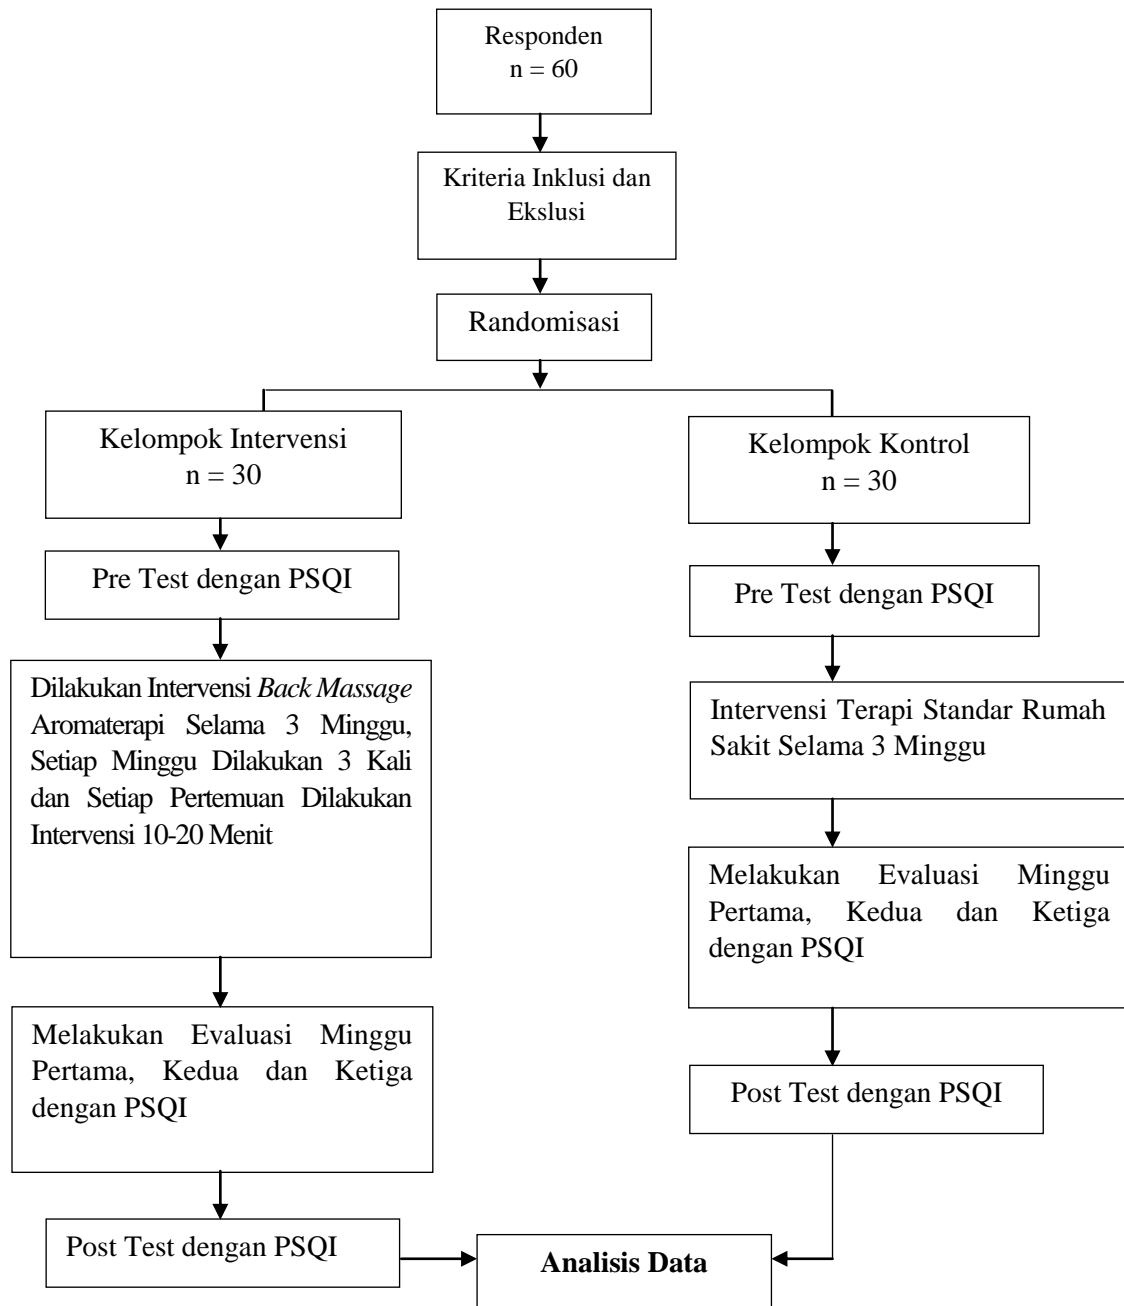 Responden
n = 60
Kriteria Inklusi dan
Ekslusi
Randomisasi
Kelompok Intervensi
n = 30
Pre Test dengan PSQI
Dilakukan Intervensi Back Massage
Aromaterapi Selama 3 Minggu,
Setiap Minggu Dilakukan 3 Kali
dan Setiap Pertemuan Dilakukan
Intervensi 10-20 Menit
Melakukan Evaluasi Minggu
Pertama, Kedua dan Ketiga
dengan PSQI
Post Test dengan PSQI
Kelompok Kontrol
n = 30
Pre Test dengan PSQI
Intervensi Terapi Standar Rumah
Sakit Selama 3 Minggu
Melakukan Evaluasi Minggu
Pertama, Kedua dan Ketiga
dengan PSQI
Post Test dengan PSQI
Analisis Data